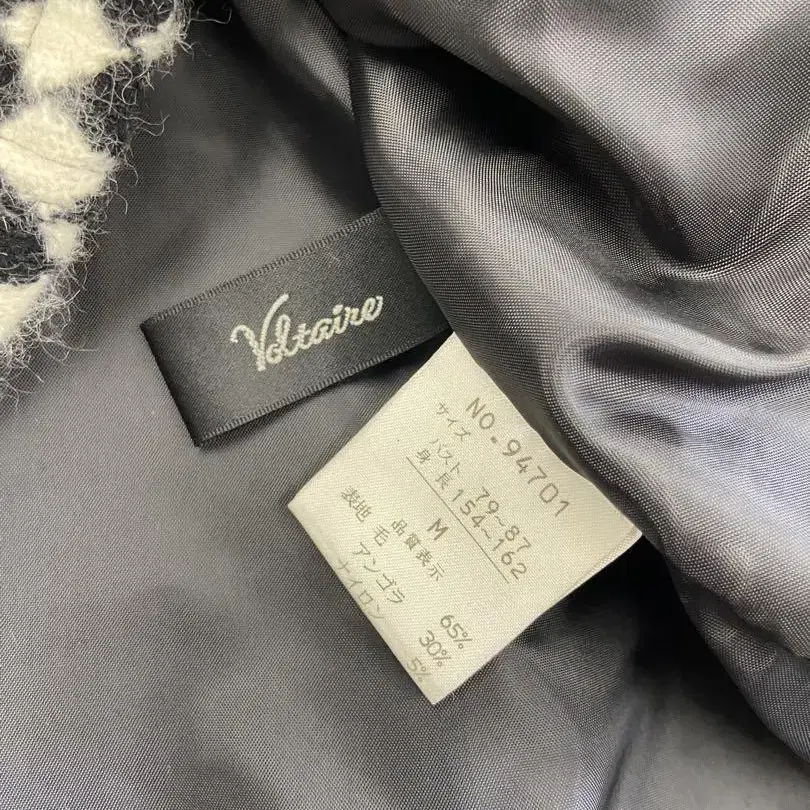 Voltaire
NO.94701
サイズ
バスト 79~87
身長 154~162
M
品質表示
表地 毛 65%
アンゴラ 30%
ナイロン 5%